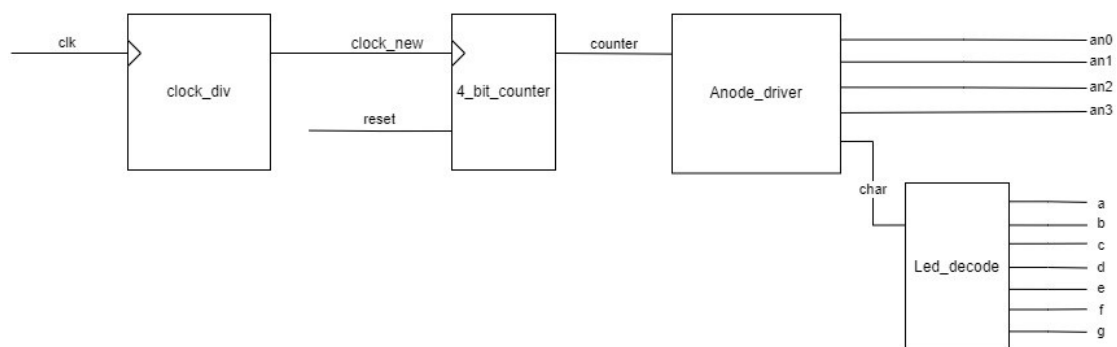 clk
clock_div
clock_new
reset
4_bit_counter
counter
Anode_driver
an0
an1
an2
an3
char
Led_decode
a
b
c
d
e
f
g